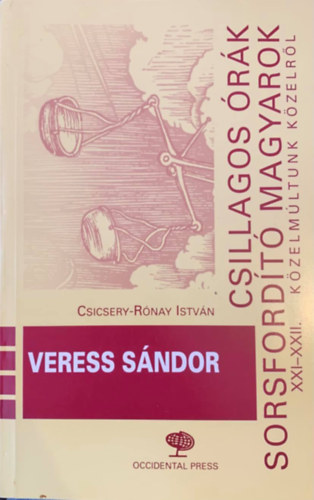 CSILLAGOS ÓRÁK
SORSFORDÍTÓ MAGYAROK
XXI–XXII. KÖZELMÚLTUNK KÖZELRŐL
CSICSERY-RÓNAY ISTVÁN
VERESS SÁNDOR
OCCIDENTAL PRESS